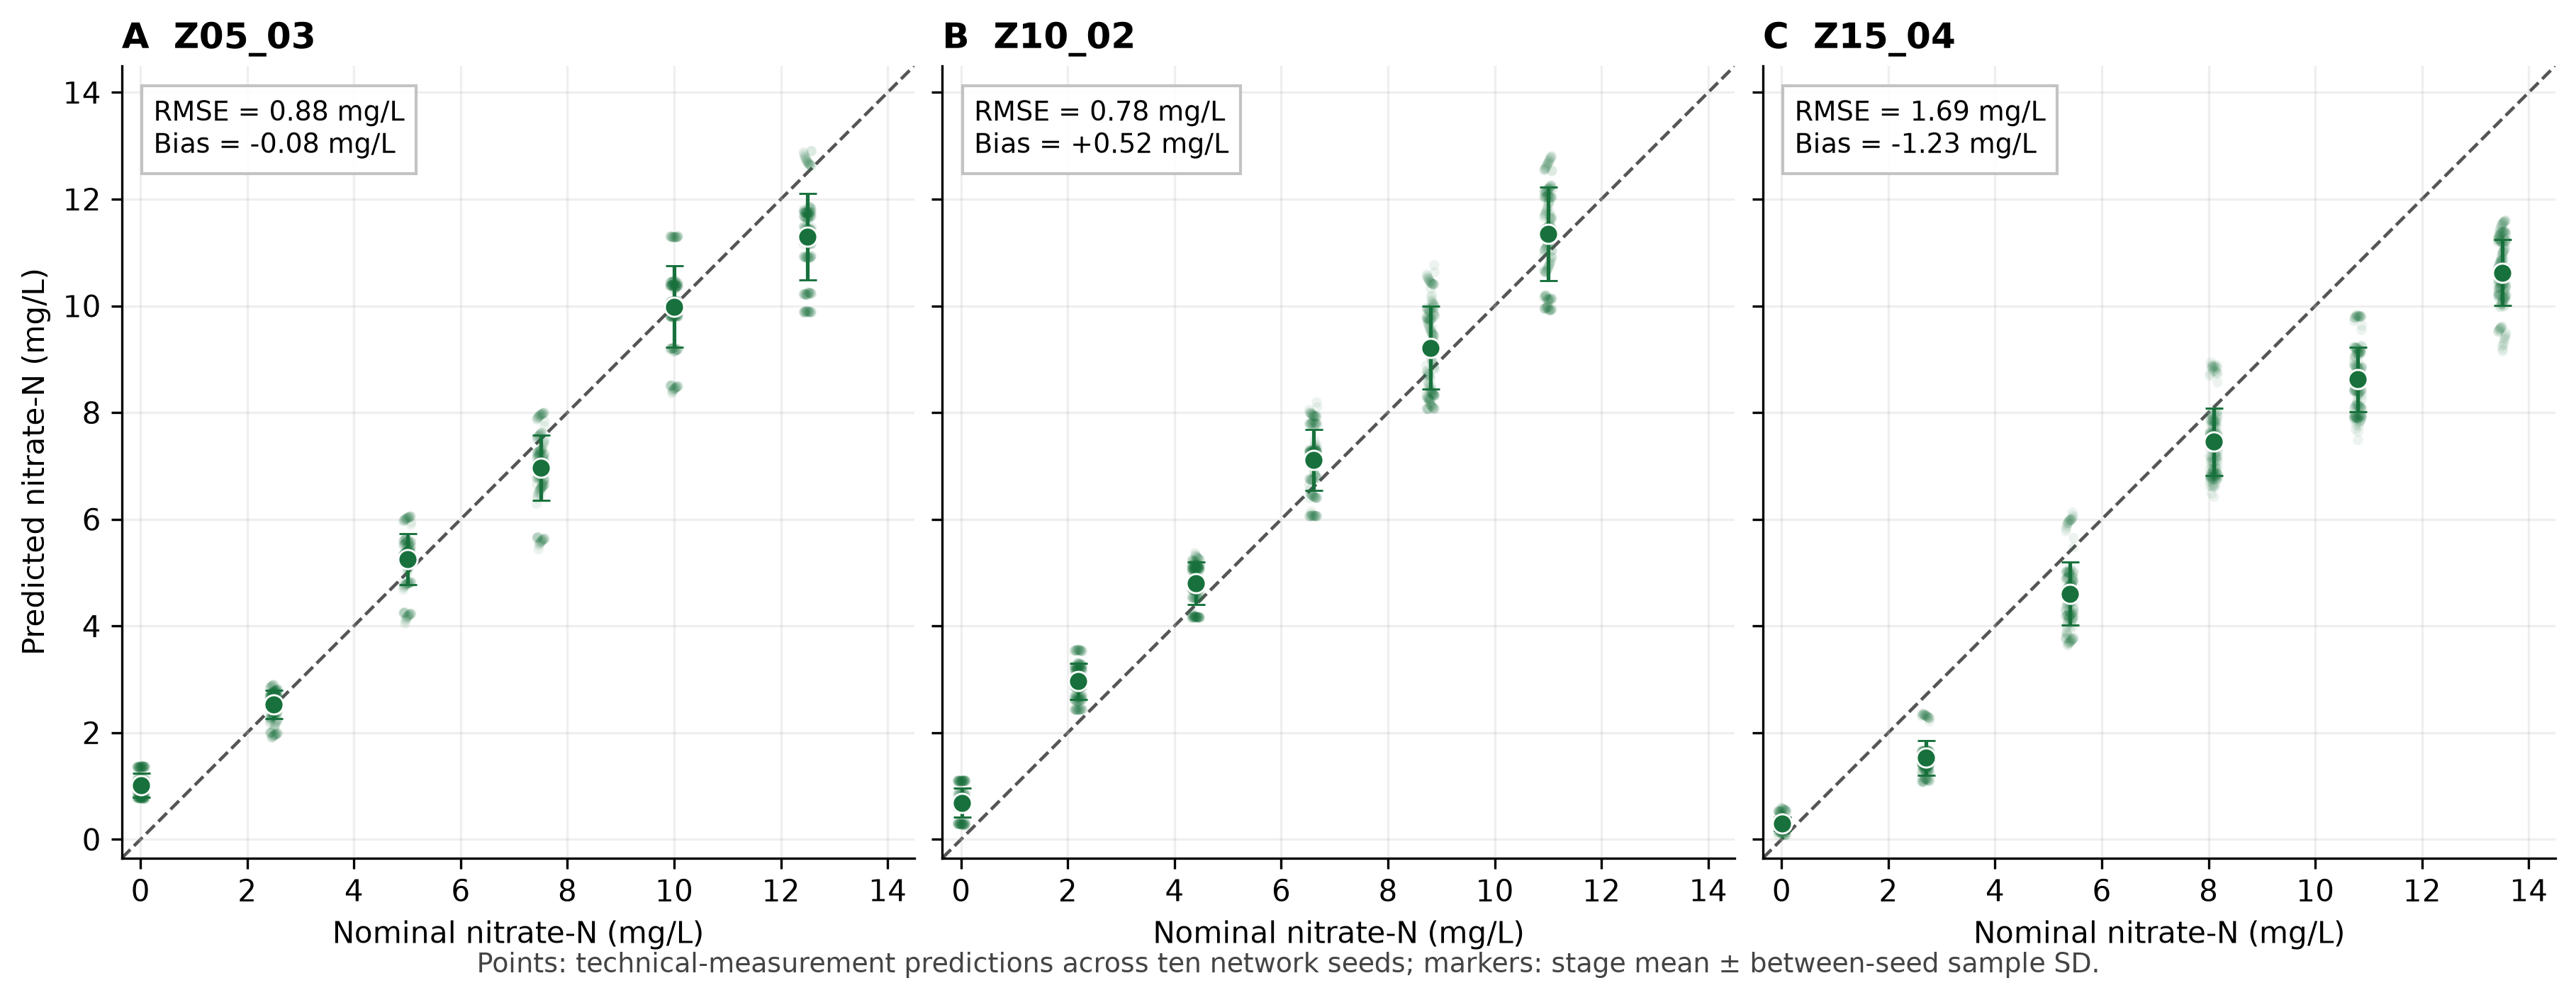 A Z05_03
B Z10_02
C Z15_04
RMSE = 0.88 mg/L
Bias = -0.08 mg/L
RMSE = 0.78 mg/L
Bias = +0.52 mg/L
RMSE = 1.69 mg/L
Bias = -1.23 mg/L
Predicted nitrate-N (mg/L)
14
12
10
8
6
4
2
0
0 2 4 6 8 10 12 14
0 2 4 6 8 10 12 14
0 2 4 6 8 10 12 14
Nominal nitrate-N (mg/L)
Nominal nitrate-N (mg/L)
Nominal nitrate-N (mg/L)
Points: technical-measurement predictions across ten network seeds; markers: stage mean ± between-seed sample SD.